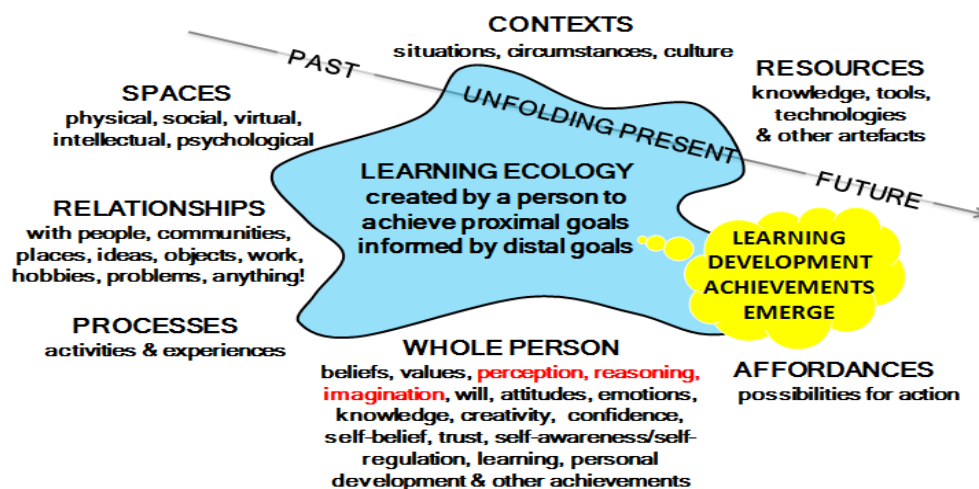 CONTEXTS
situations, circumstances, culture
PAST
UNFOLDING PRESENT
FUTURE
RESOURCES
knowledge, tools,
technologies
& other artefacts
SPACES
physical, social, virtual,
intellectual, psychological
LEARNING ECOLOGY
created by a person to
achieve proximal goals
informed by distal goals
RELATIONSHIPS
with people, communities,
places, ideas, objects, work,
hobbies, problems, anything!
LEARNING
DEVELOPMENT
ACHIEVEMENTS
EMERGE
PROCESSES
activities & experiences
WHOLE PERSON
beliefs, values, perception, reasoning,
imagination, will, attitudes, emotions,
knowledge, creativity, confidence,
self-belief, trust, self-awareness/self-
regulation, learning, personal
development & other achievements
AFFORDANCES
possibilities for action